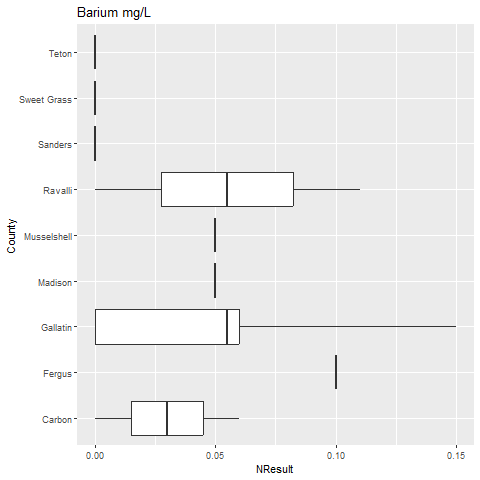 Barium mg/L
Teton
Sweet Grass
Sanders
Ravalli
Musselshell
Madison
Gallatin
Fergus
Carbon
County
0.00 0.05 0.10 0.15
NResult